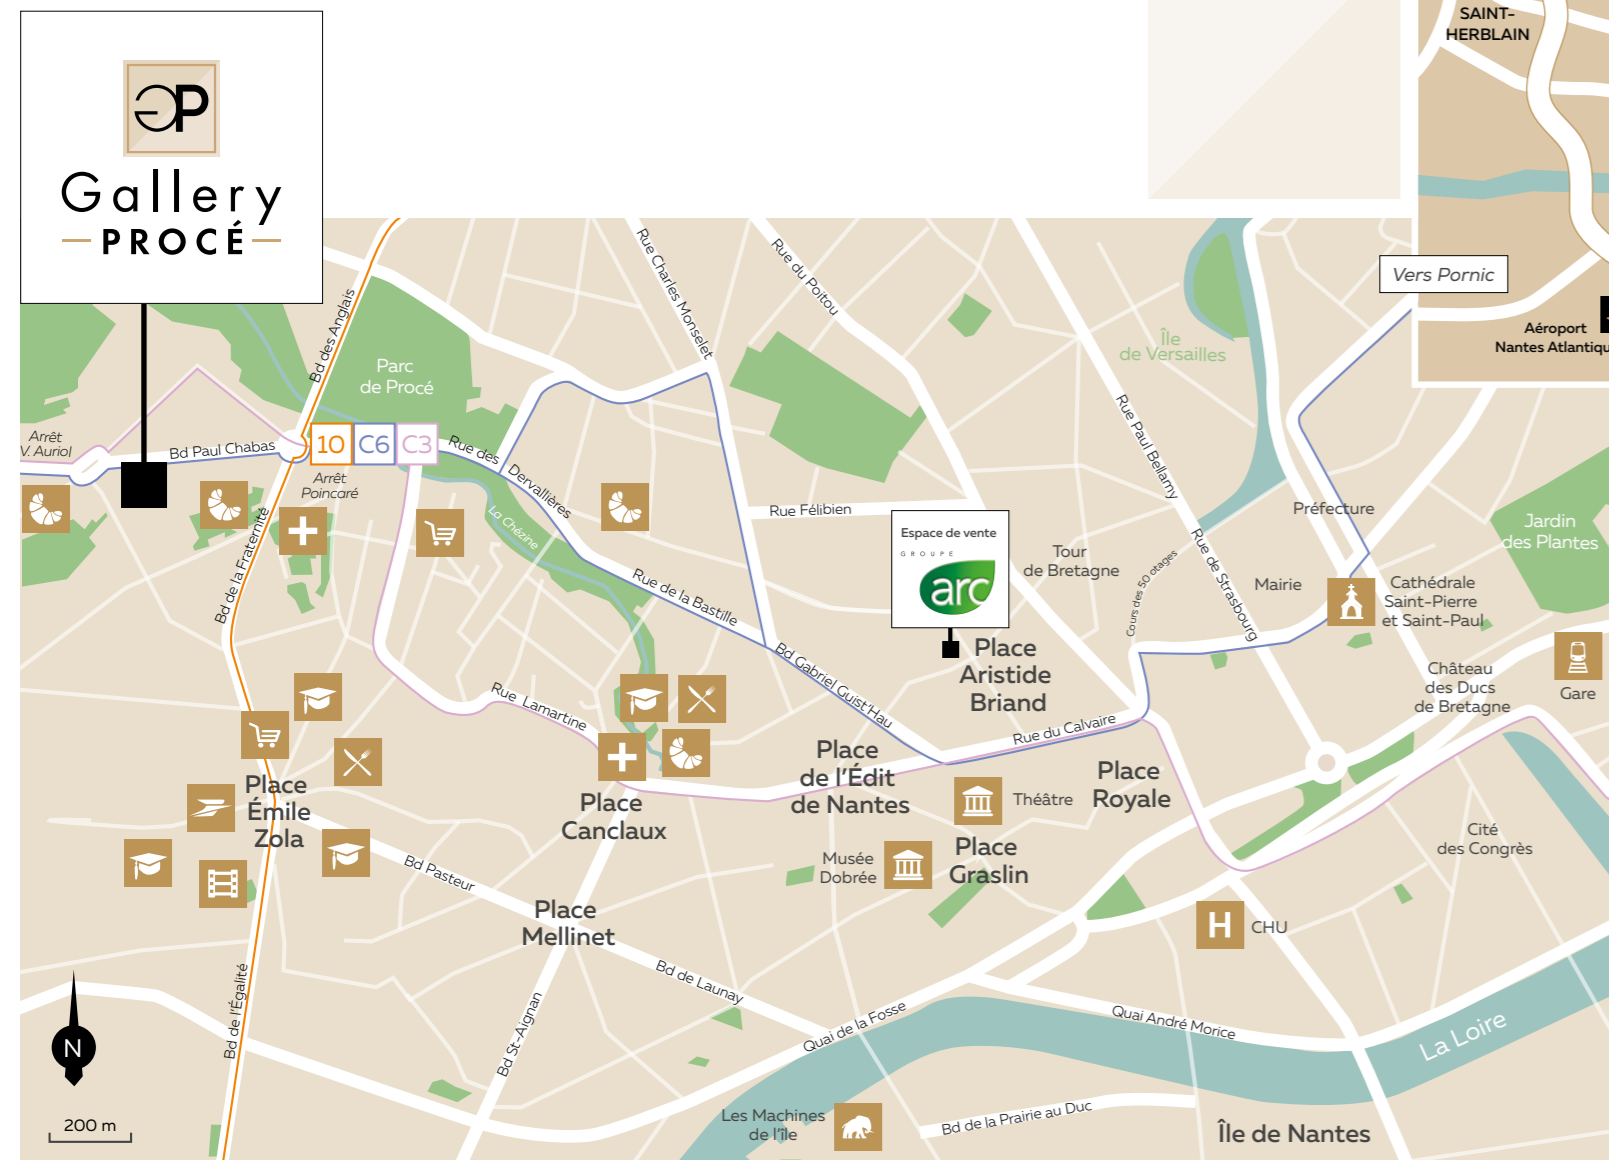 GP
Gallery
PROCÉ
SAINT-
HERBLAIN
Vers Pornic
Aéroport
Nantes Atlantiqu
Bd des Anglais
Rue Charles Monselet
Rue du Poitou
Île
de Versailles
Parc
de Procé
Arrêt
V. Auriol
Bd Paul Chabas
10
C6
C3
Arrêt
Poincaré
Rue des
Dervallières
La Chézine
Rue Paul Bellamy
Rue Félibien
Espace de vente
GROUPE
arc
Tour
de Bretagne
Cours des 50 otages
Rue de Strasbourg
Préfecture
Mairie
Jardin
des Plantes
Cathédrale
Saint-Pierre
et Saint-Paul
Bd de la Fraternité
Rue de la Bastille
Bd Gabriel Guist'Hau
Place
Aristide
Briand
Château
des Ducs
de Bretagne
Gare
Rue Lamartine
Rue du Calvaire
Place
Émile
Zola
Place
Canclaux
Place
de l'Édit
de Nantes
Théâtre
Place
Royale
Musée
Dobrée
Place
Graslin
Cité
des Congrès
Bd Pasteur
Place
Mellinet
H
CHU
Bd de l'Égalité
Bd St-Aignan
Bd de Launay
Quai de la Fosse
Quai André Morice
La Loire
N
200 m
Les Machines
de l'île
Bd de la Prairie au Duc
Île de Nantes